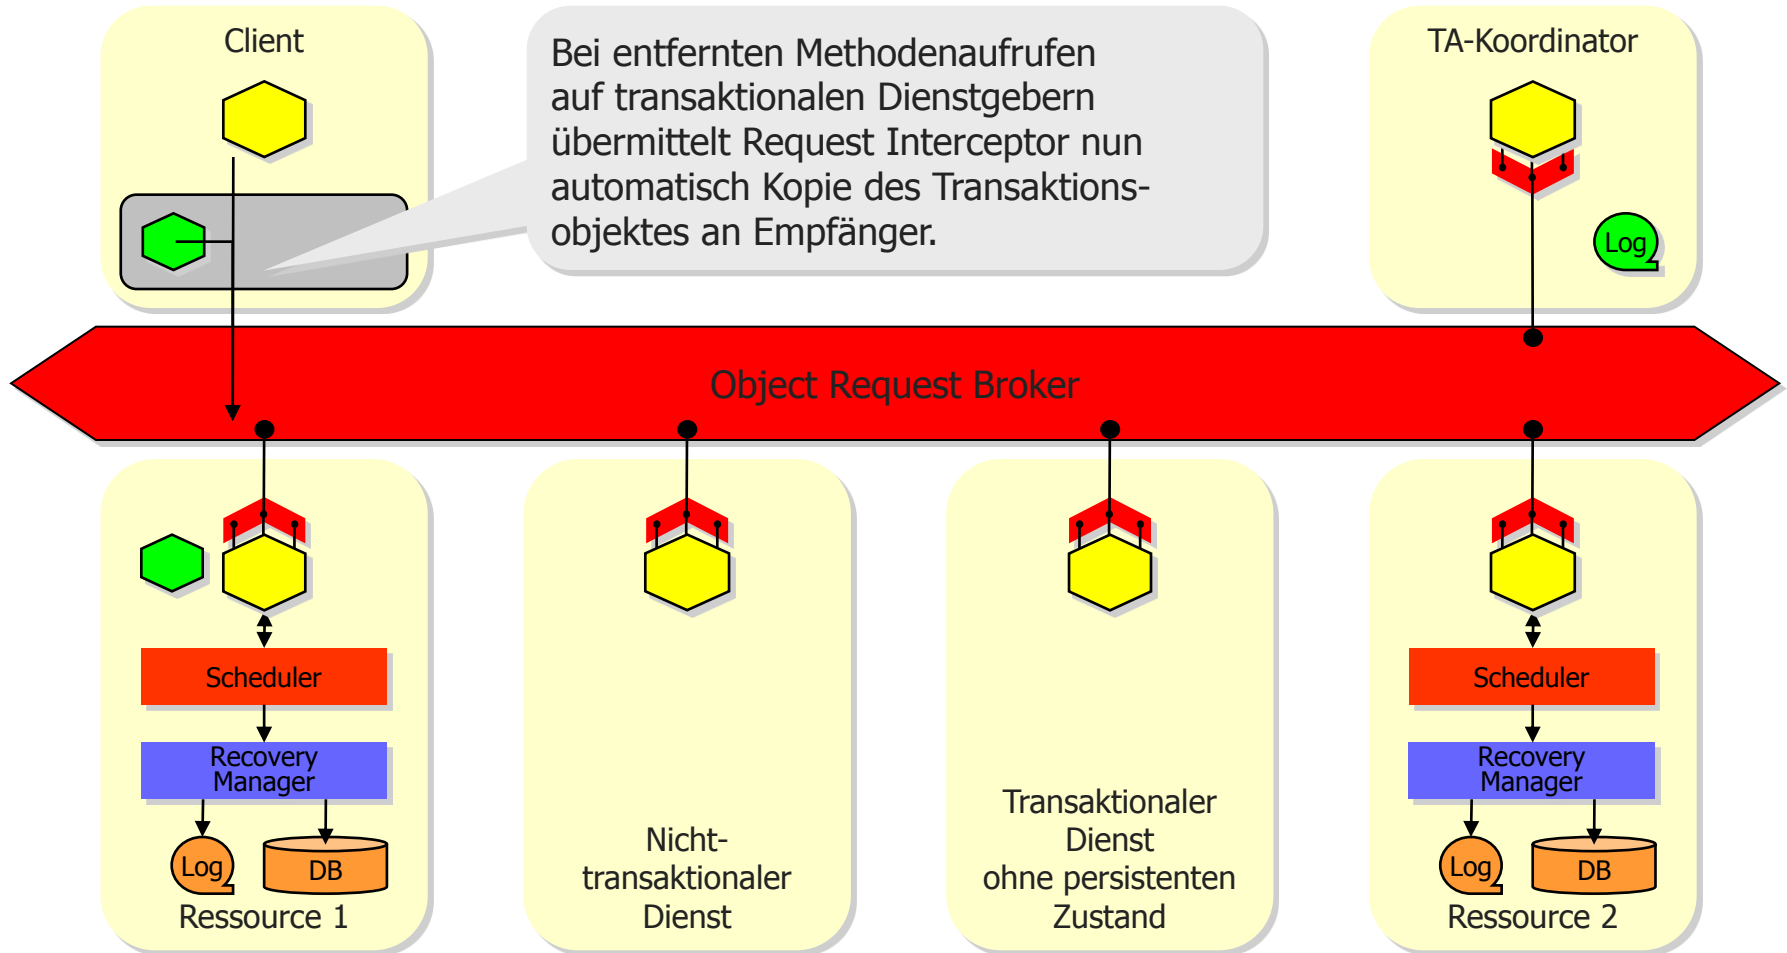 Client
Bei entfernten Methodenaufrufen
auf transaktionalen Dienstgebern
übermittelt Request Interceptor nun
automatisch Kopie des Transaktions-
objektes an Empfänger.
TA-Koordinator
Log
Object Request Broker
Scheduler
Recovery
Manager
Log
DB
Ressource 1
Nicht-
transaktionaler
Dienst
Transaktionaler
Dienst
ohne persistenten
Zustand
Scheduler
Recovery
Manager
Log
DB
Ressource 2